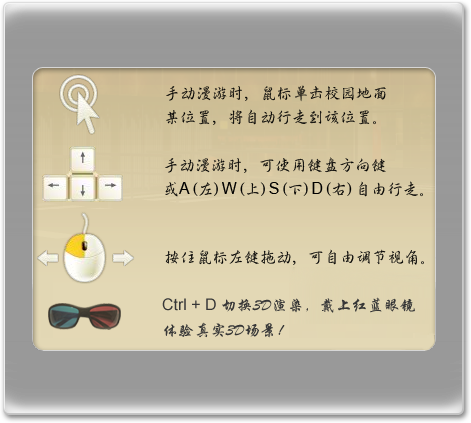 手动漫游时，鼠标单击校园地面
某位置，将自动行走到该位置。
手动漫游时，可使用键盘方向键
或A(左)W(上)S(下)D(右)自由行走。
按住鼠标左键拖动，可自由调节视角。
Ctrl + D 切换3D渲染，戴上红蓝眼镜
体验真实3D场景！